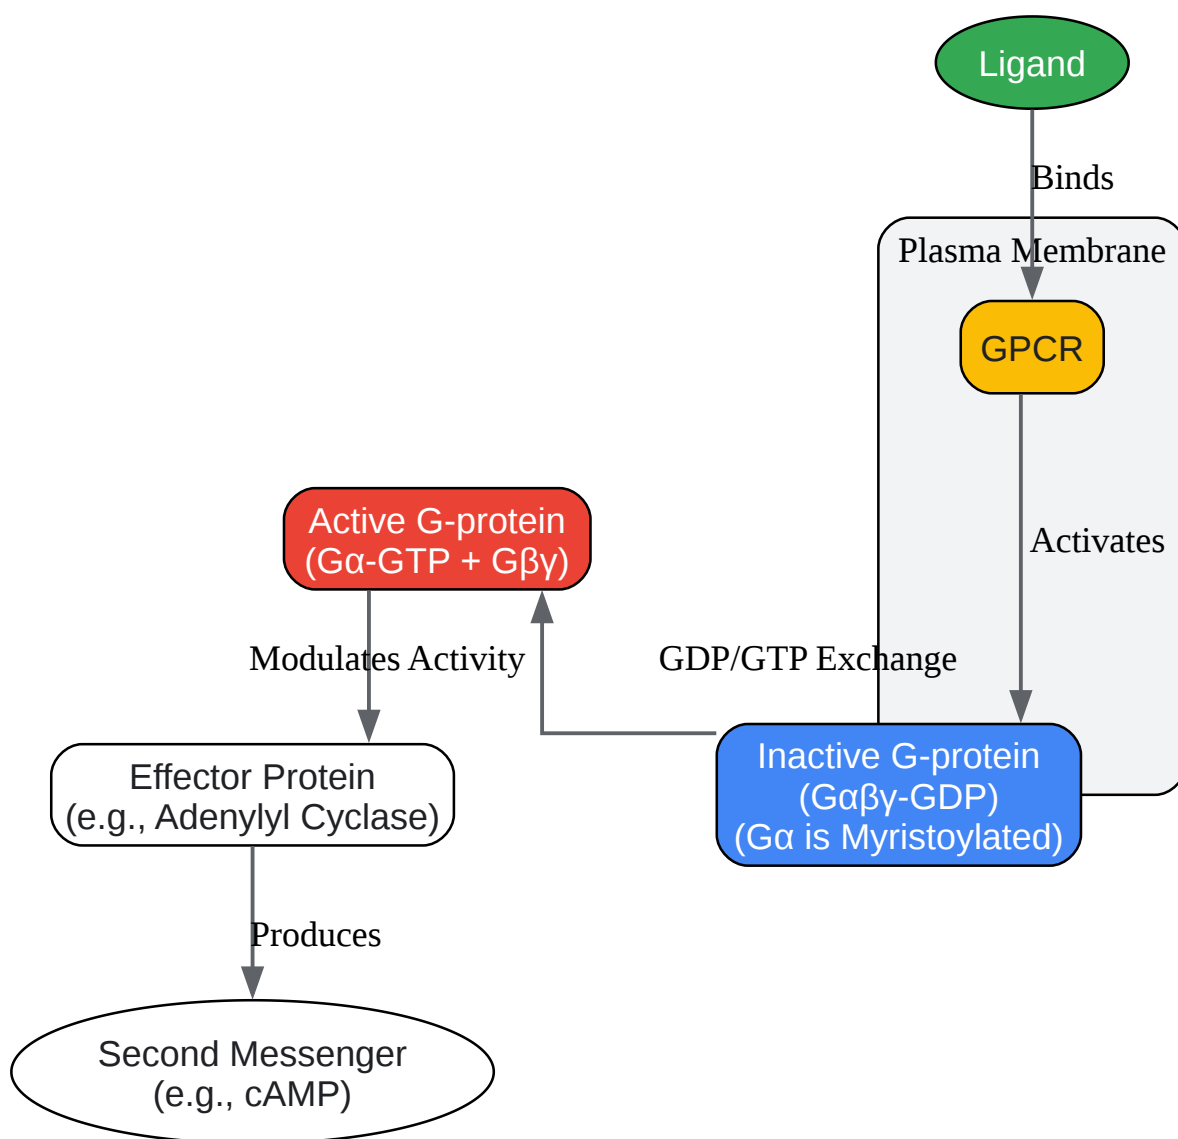 Ligand
Binds
Plasma Membrane
GPCR
Activates
Active G-protein
(Gα-GTP + Gβγ)
Modulates Activity
GDP/GTP Exchange
Inactive G-protein
(Gαβγ-GDP)
(Gα is Myristoylated)
Effector Protein
(e.g., Adenylyl Cyclase)
Produces
Second Messenger
(e.g., cAMP)